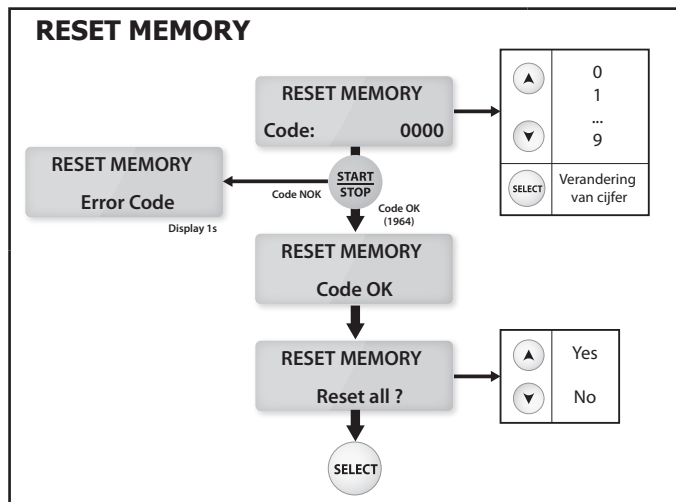 RESET MEMORY
RESET MEMORY
Code: 0000
0
1
...
9
SELECT
Verandering
van cijfer
START
STOP
Code NOK
RESET MEMORY
Error Code
Display 1s
Code OK
(1964)
RESET MEMORY
Code OK
RESET MEMORY
Reset all ?
Yes
No
SELECT